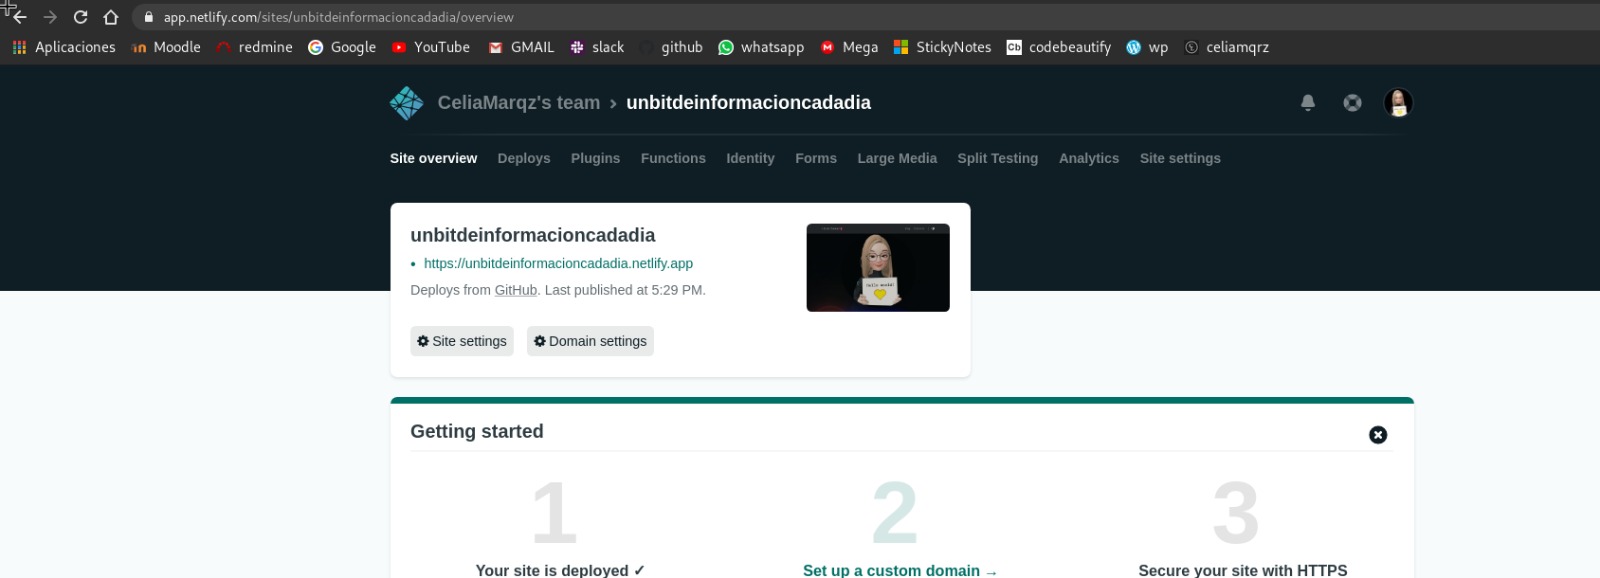 app.netlify.com/sites/unbitdeinformacioncadadia/overview
Aplicaciones Moodle redmine Google YouTube GMAIL slack github whatsapp Mega StickyNotes Cb codebeautify wp celiamqrz
CeliaMarqz's team › unbitdeinformacioncadadia
Site overview Deploys Plugins Functions Identity Forms Large Media Split Testing Analytics Site settings
unbitdeinformacioncadadia
• https://unbitdeinformacioncadadia.netlify.app
Deploys from GitHub. Last published at 5:29 PM.
Site settings Domain settings
Getting started
1 2 3
Your site is deployed ✓ Set up a custom domain → Secure your site with HTTPS